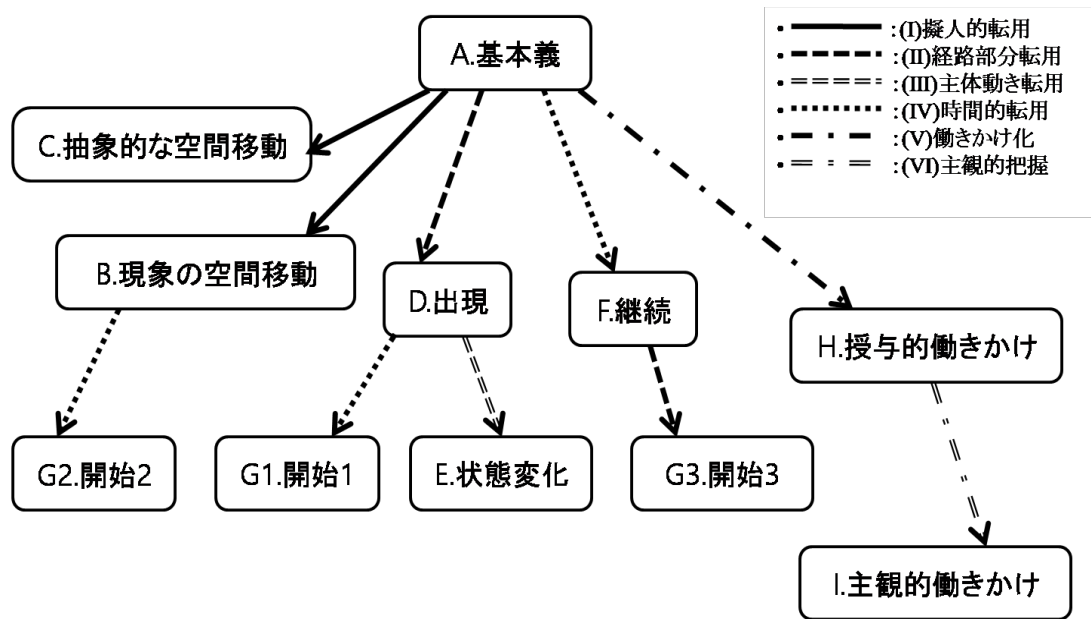 A.基本義
• :(I)擬人的転用
• :(II)経路部分転用
• :(III)主体動き転用
• :(IV)時間的転用
• :(V)働きかけ化
• :(VI)主観的把握
C.抽象的な空間移動
B.現象の空間移動
D.出現
F.継続
H.授与的働きかけ
G2.開始2
G1.開始1
E.状態変化
G3.開始3
I.主観的働きかけ